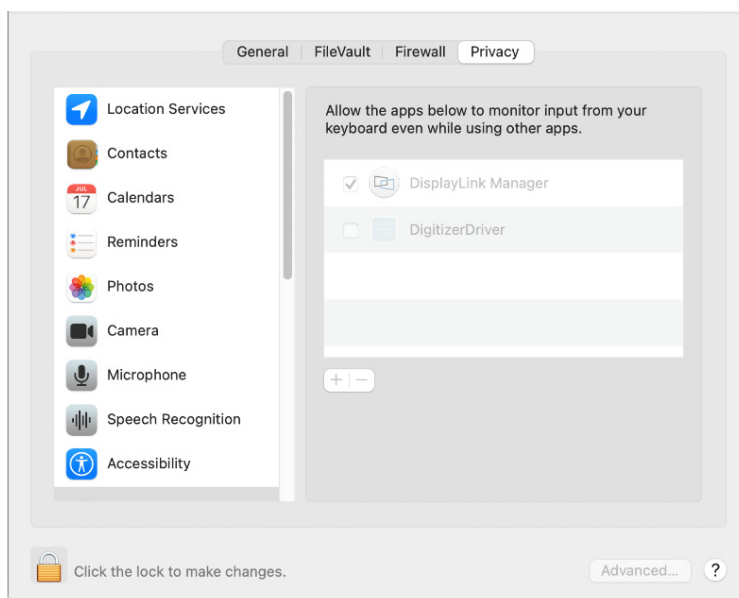 General
FileVault
Firewall
Privacy
Location Services
Contacts
JUL
17
Calendars
Reminders
Photos
Camera
Microphone
Speech Recognition
Accessibility
Allow the apps below to monitor input from your
keyboard even while using other apps.
DisplayLink Manager
DigitizerDriver
+
−
Click the lock to make changes.
Advanced...
?